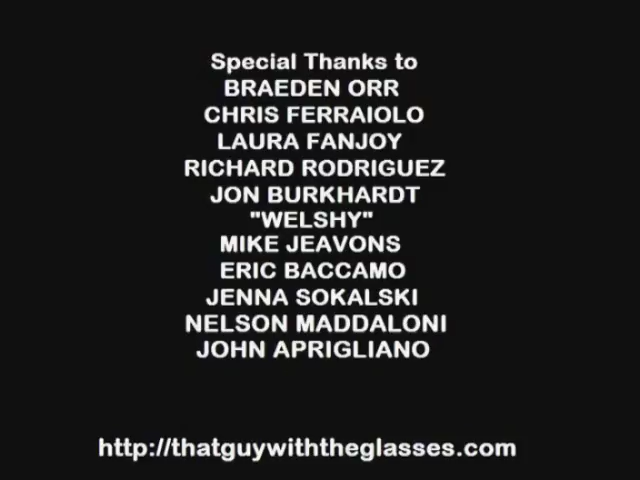 Special Thanks to
BRAEDEN ORR
CHRIS FERRAIOLO
LAURA FANJOY
RICHARD RODRIGUEZ
JON BURKHARDT
"WELSHY"
MIKE JEAVONS
ERIC BACCAMO
JENNA SOKALSKI
NELSON MADDALONI
JOHN APRIGLIANO
http://thatguywiththeglasses.com